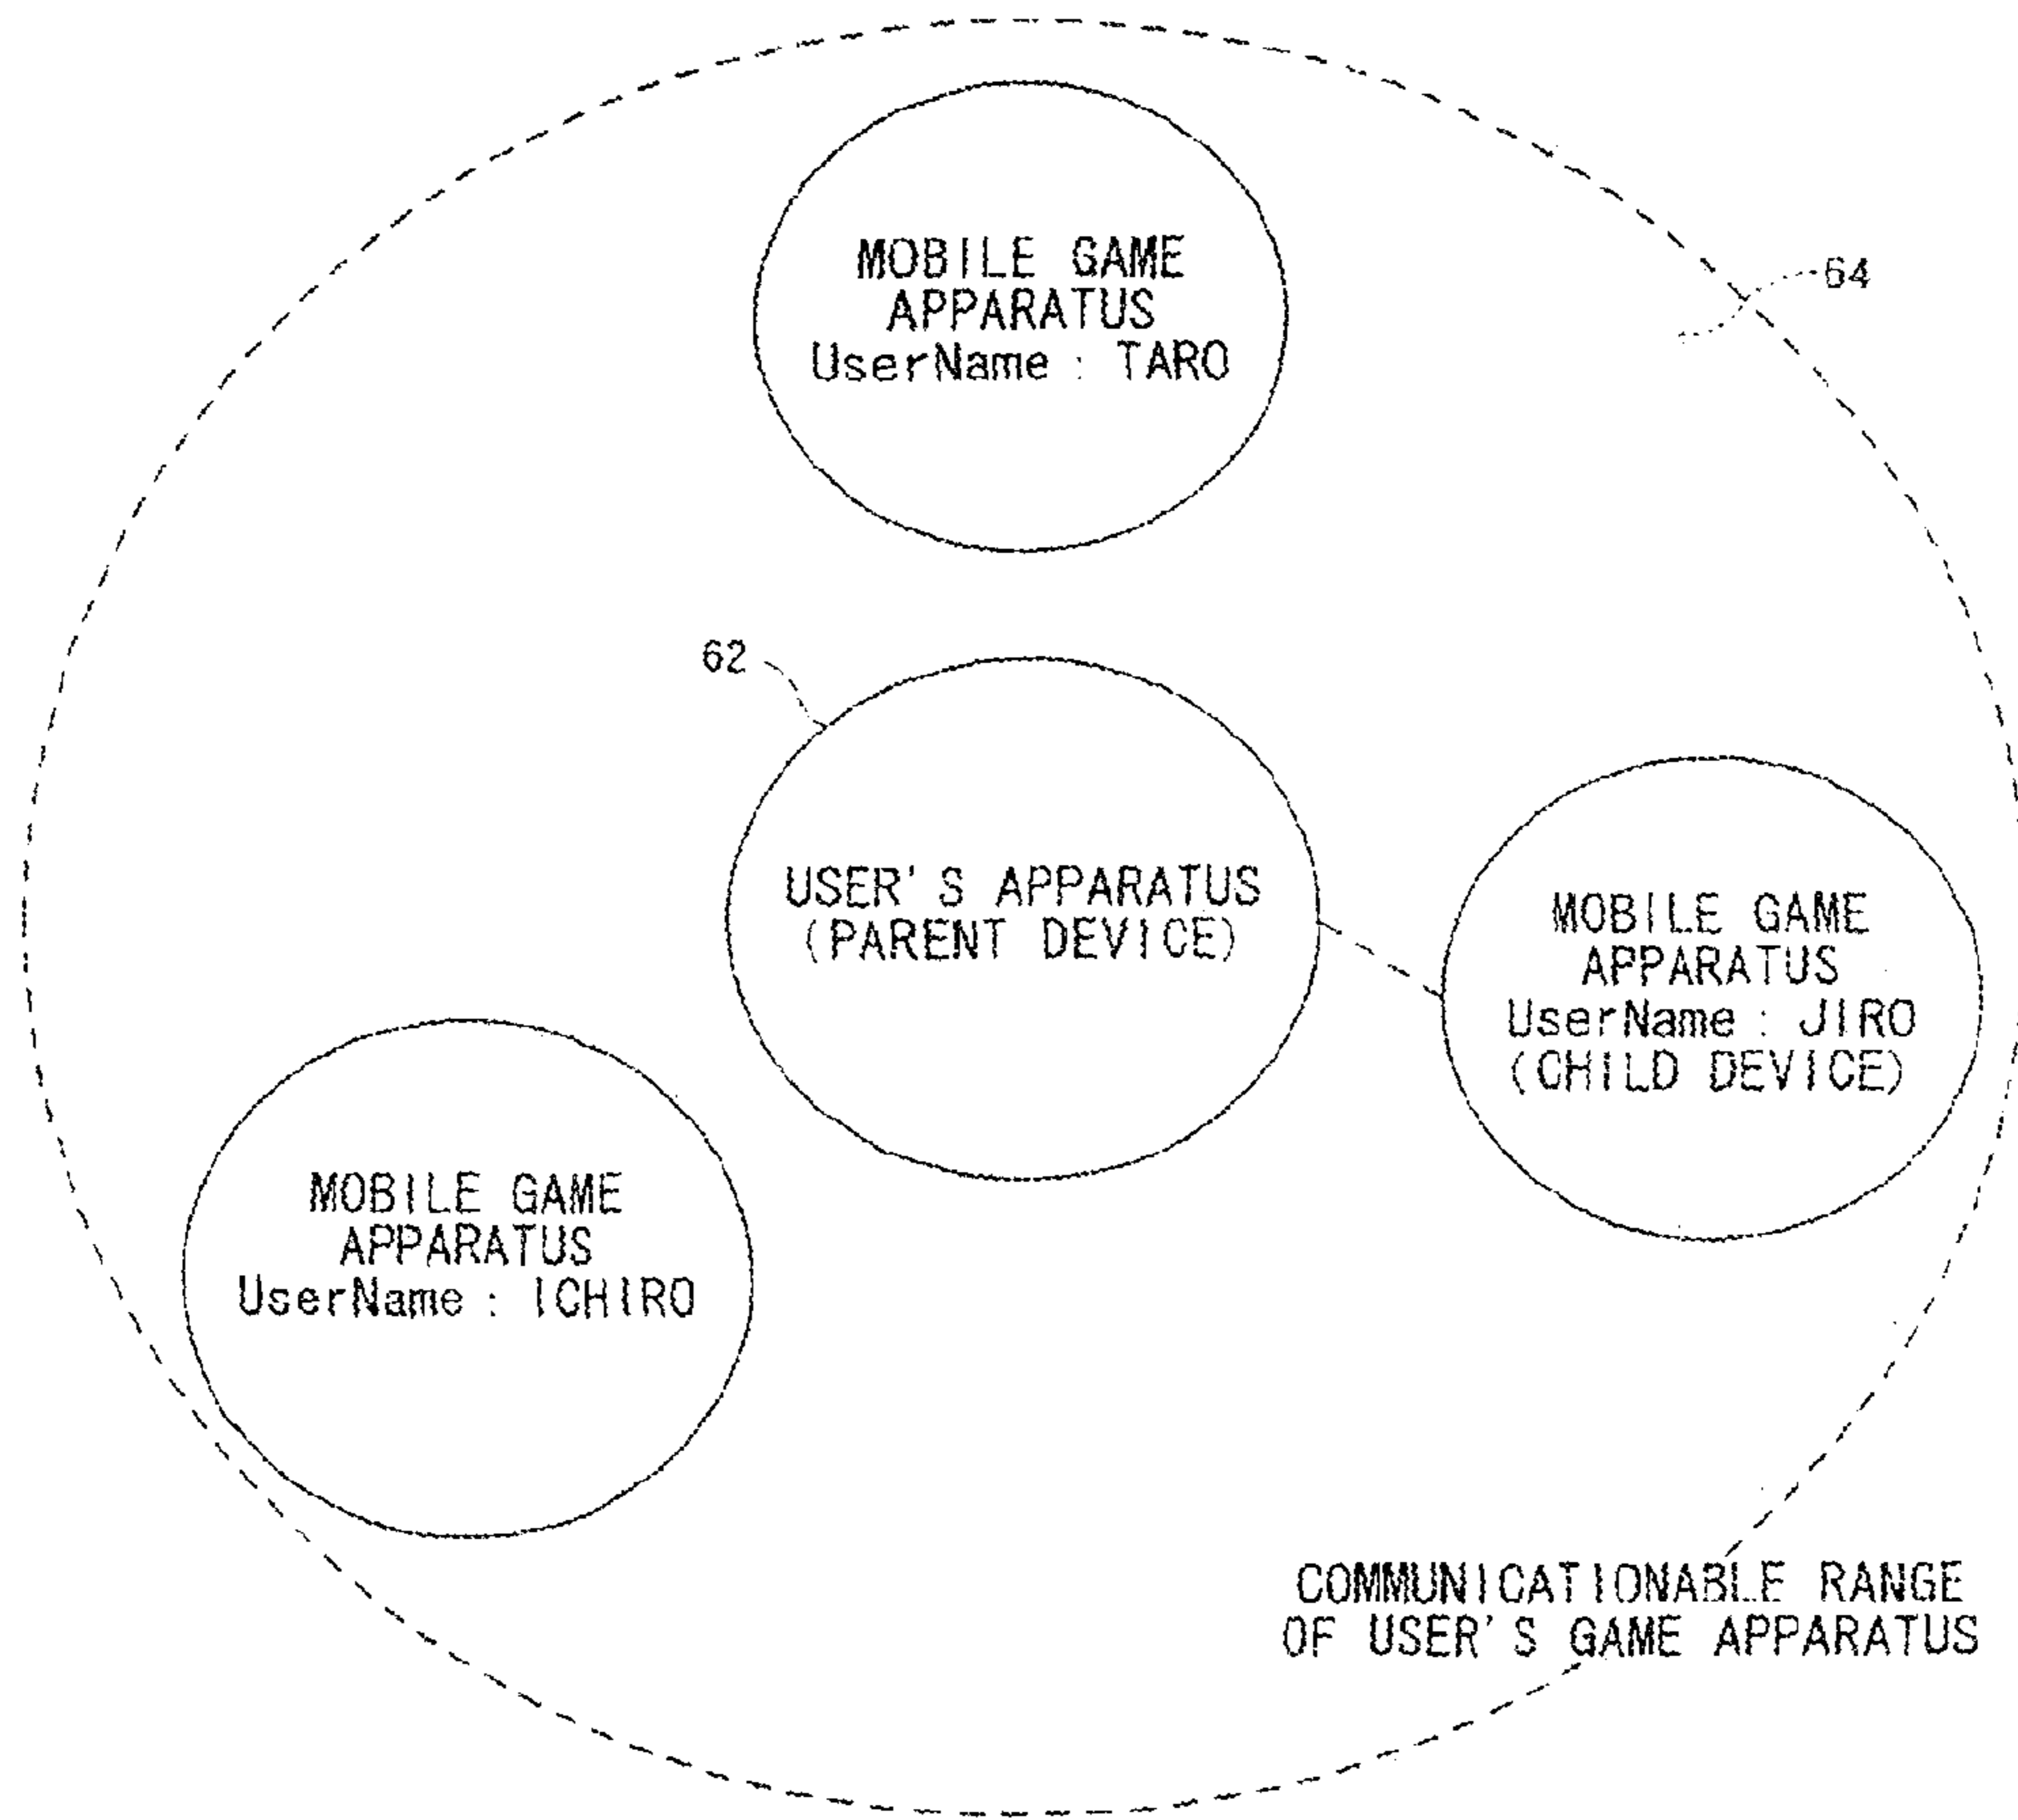 MOBILE GAME
APPARATUS
UserName : TARO
64
62
USER'S APPARATUS
(PARENT DEVICE)
MOBILE GAME
APPARATUS
UserName : JIRO
(CHILD DEVICE)
MOBILE GAME
APPARATUS
UserName : ICHIRO
COMMUNICATIONABLE RANGE
OF USER'S GAME APPARATUS